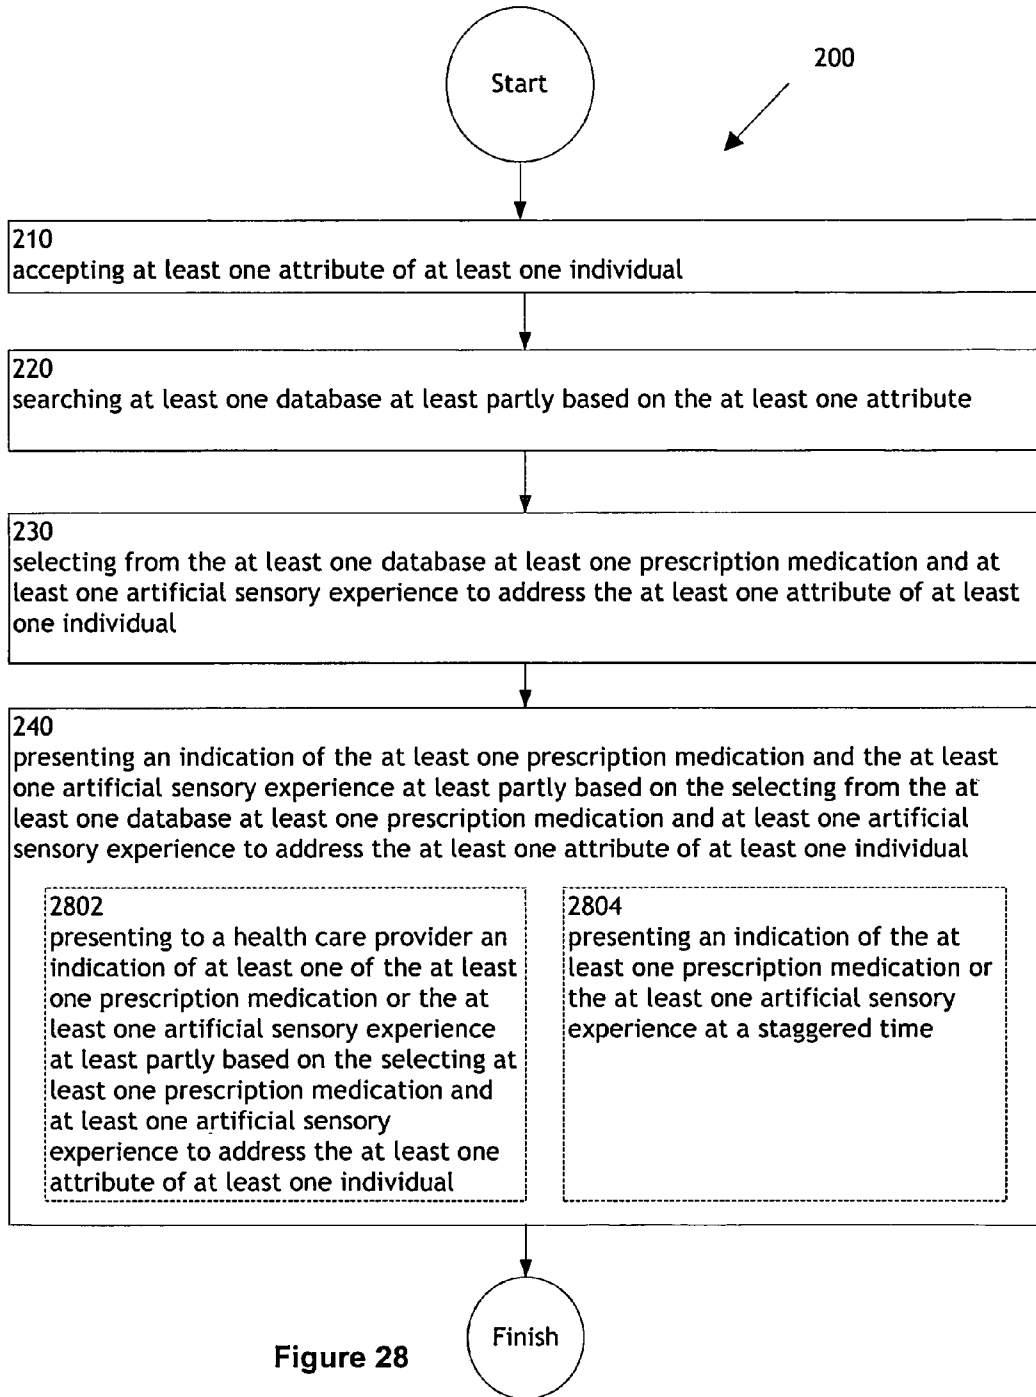 Start
200
210
accepting at least one attribute of at least one individual
220
searching at least one database at least partly based on the at least one attribute
230
selecting from the at least one database at least one prescription medication and at
least one artificial sensory experience to address the at least one attribute of at least
one individual
240
presenting an indication of the at least one prescription medication and the at least
one artificial sensory experience at least partly based on the selecting from the at
least one database at least one prescription medication and at least one artificial
sensory experience to address the at least one attribute of at least one individual
2802
presenting to a health care provider an
indication of at least one of the at least
one prescription medication or the at
least one artificial sensory experience
at least partly based on the selecting at
least one prescription medication and
at least one artificial sensory
experience to address the at least one
attribute of at least one individual
2804
presenting an indication of the at
least one prescription medication or
the at least one artificial sensory
experience at a staggered time
Finish
Figure 28